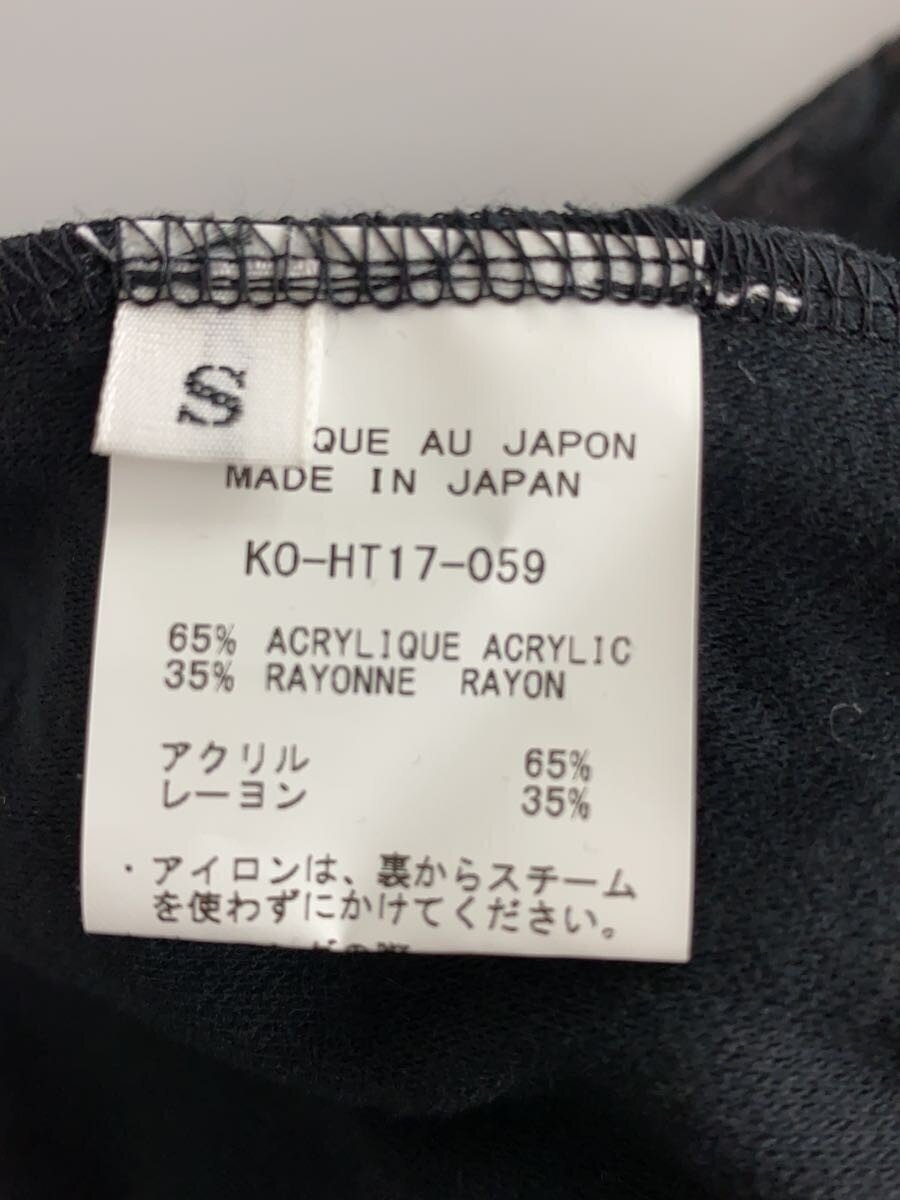 S
QUE AU JAPON
MADE IN JAPAN
KO-HT17-059
65% ACRYLIQUE ACRYLIC
35% RAYONNE RAYON
アクリル 65%
レーヨン 35%
・アイロンは、裏からスチーム
を使わずにかけてください。